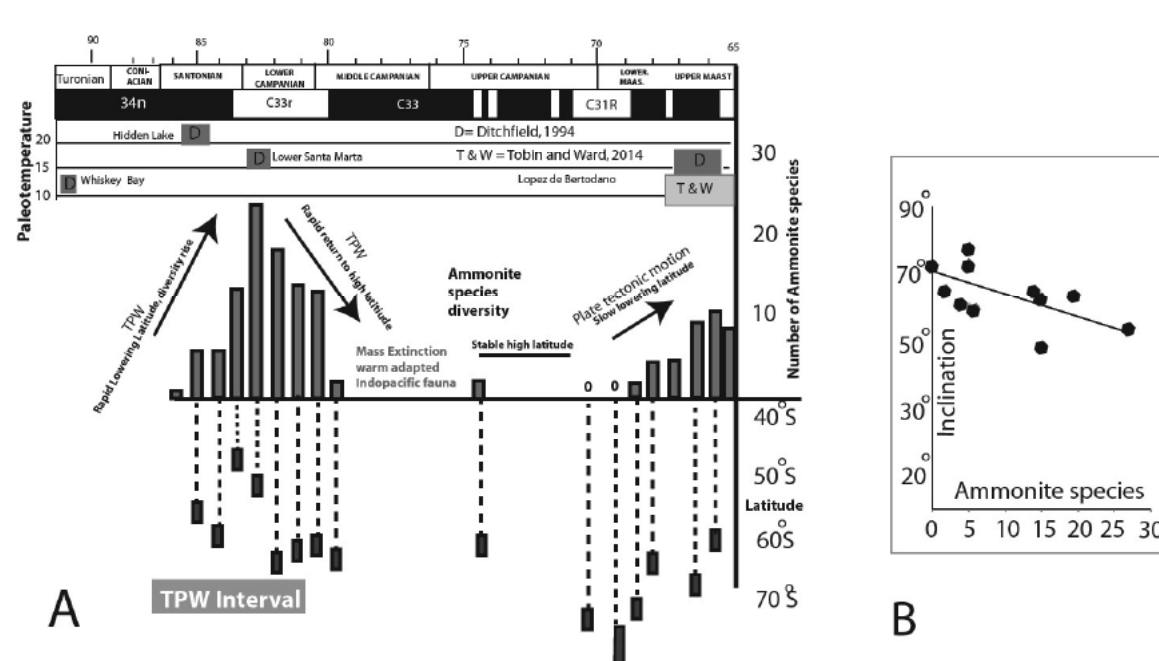 90 85 80 75 70 65
Turonian
CONI-
ACIAN
SANTONIAN
LOWER
CAMPANIAN
MIDDLE CAMPANIAN
UPPER CAMPANIAN
LOWER.
MAAS.
UPPER MAAST
34n C33r C33 C31R
Paleotemperature
20
15
10
Hidden Lake D
D= Ditchfield, 1994
D Lower Santa Marta
T & W = Tobin and Ward, 2014
D
D Whiskey Bay
Lopez de Bertodano
T & W
30
20
10
Number of Ammonite species
TPW
Rapid Lowering Latitude, diversity rise
TPW
Rapid return to high latitiude
Ammonite
species
diversity
Mass Extinction
warm adapted
Indopacific fauna
Stable high latitude
Plate tectonic motion
Slow lowering latitude
0 0
40°S
50°S
Latitude
60°S
70°S
TPW Interval
A
90°
70°
50°
30°
20°
Inclination
Ammonite species
0 5 10 15 20 25 30
B